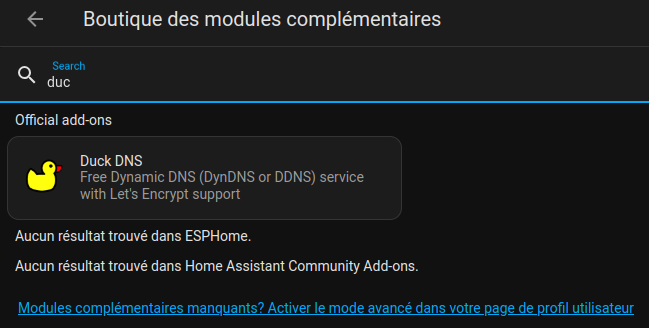 Boutique des modules complémentaires
Search
duc
Official add-ons
Duck DNS
Free Dynamic DNS (DynDNS or DDNS) service
with Let's Encrypt support
Aucun résultat trouvé dans ESPHome.
Aucun résultat trouvé dans Home Assistant Community Add-ons.
Modules complémentaires manquants? Activer le mode avancé dans votre page de profil utilisateur